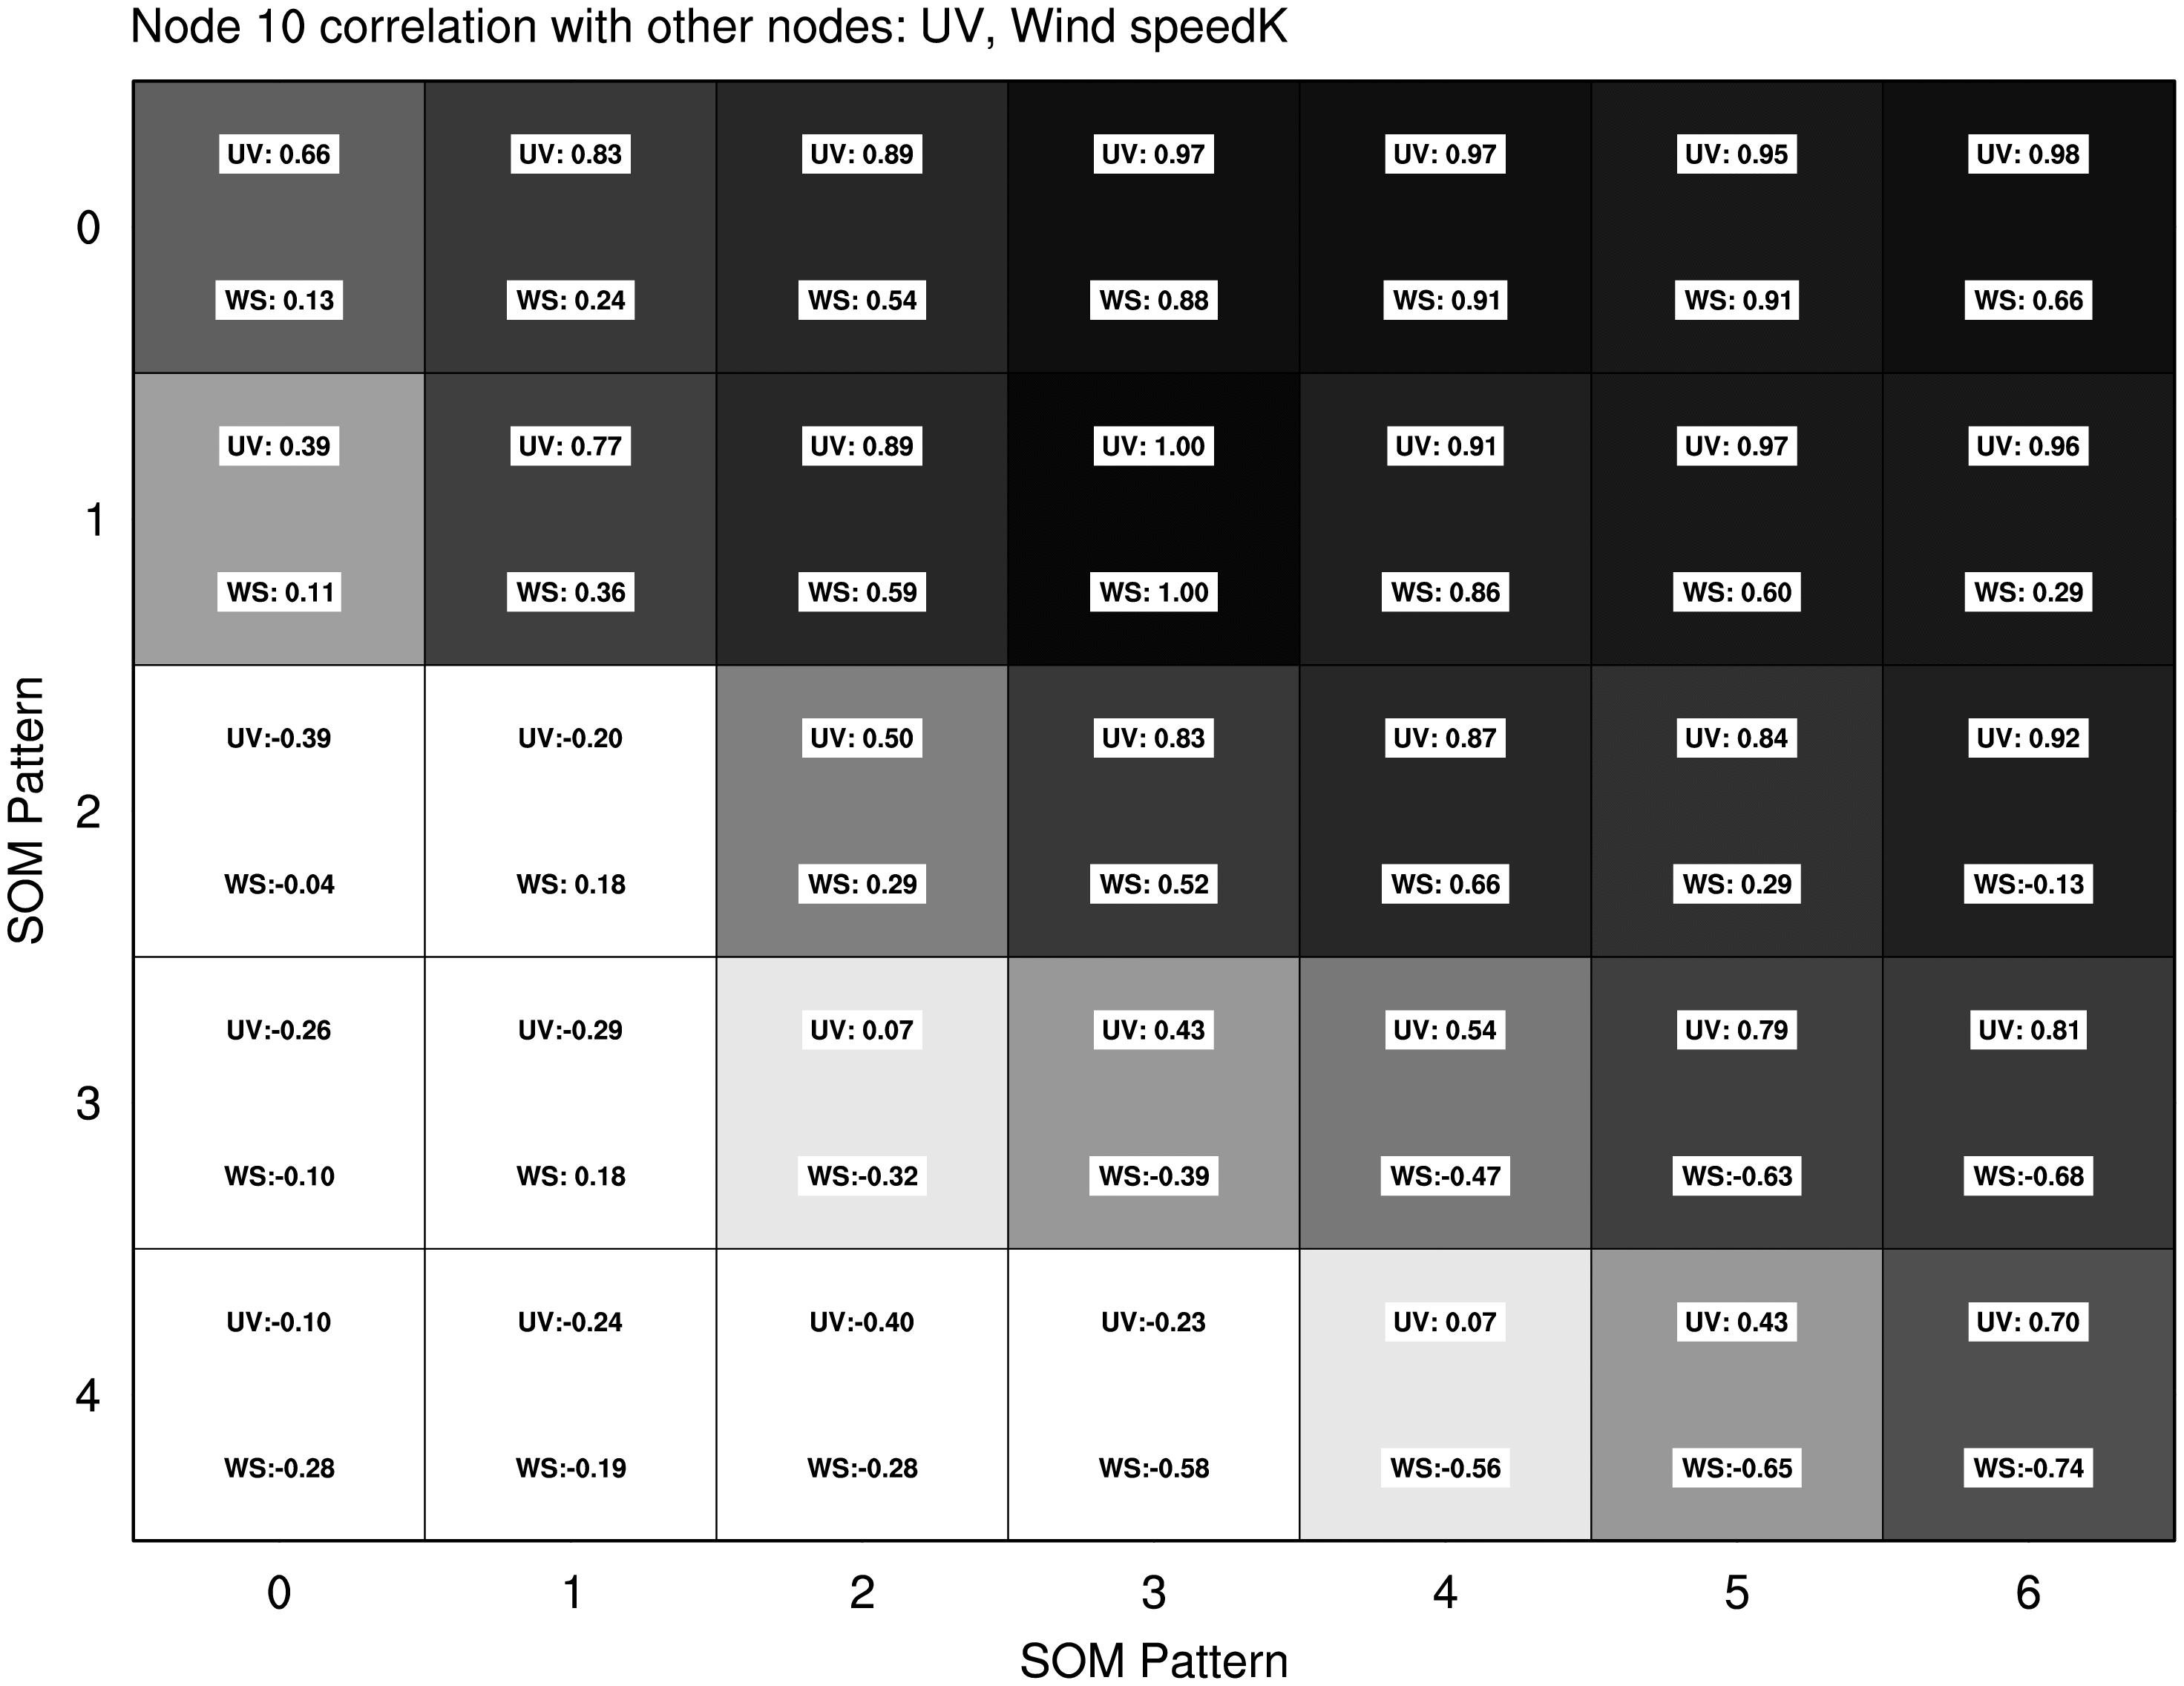 Node 10 correlation with other nodes: UV, Wind speedK
UV: 0.66 UV: 0.83 UV: 0.89 UV: 0.97 UV: 0.97 UV: 0.95 UV: 0.98
0
WS: 0.13 WS: 0.24 WS: 0.54 WS: 0.88 WS: 0.91 WS: 0.91 WS: 0.66
UV: 0.39 UV: 0.77 UV: 0.89 UV: 1.00 UV: 0.91 UV: 0.97 UV: 0.96
1
WS: 0.11 WS: 0.36 WS: 0.59 WS: 1.00 WS: 0.86 WS: 0.60 WS: 0.29
UV:-0.39 UV:-0.20 UV: 0.50 UV: 0.83 UV: 0.87 UV: 0.84 UV: 0.92
2
WS:-0.04 WS: 0.18 WS: 0.29 WS: 0.52 WS: 0.66 WS: 0.29 WS:-0.13
UV:-0.26 UV:-0.29 UV: 0.07 UV: 0.43 UV: 0.54 UV: 0.79 UV: 0.81
3
WS:-0.10 WS: 0.18 WS:-0.32 WS:-0.39 WS:-0.47 WS:-0.63 WS:-0.68
UV:-0.10 UV:-0.24 UV:-0.40 UV:-0.23 UV: 0.07 UV: 0.43 UV: 0.70
4
WS:-0.28 WS:-0.19 WS:-0.28 WS:-0.58 WS:-0.56 WS:-0.65 WS:-0.74
SOM Pattern
0 1 2 3 4 5 6
SOM Pattern